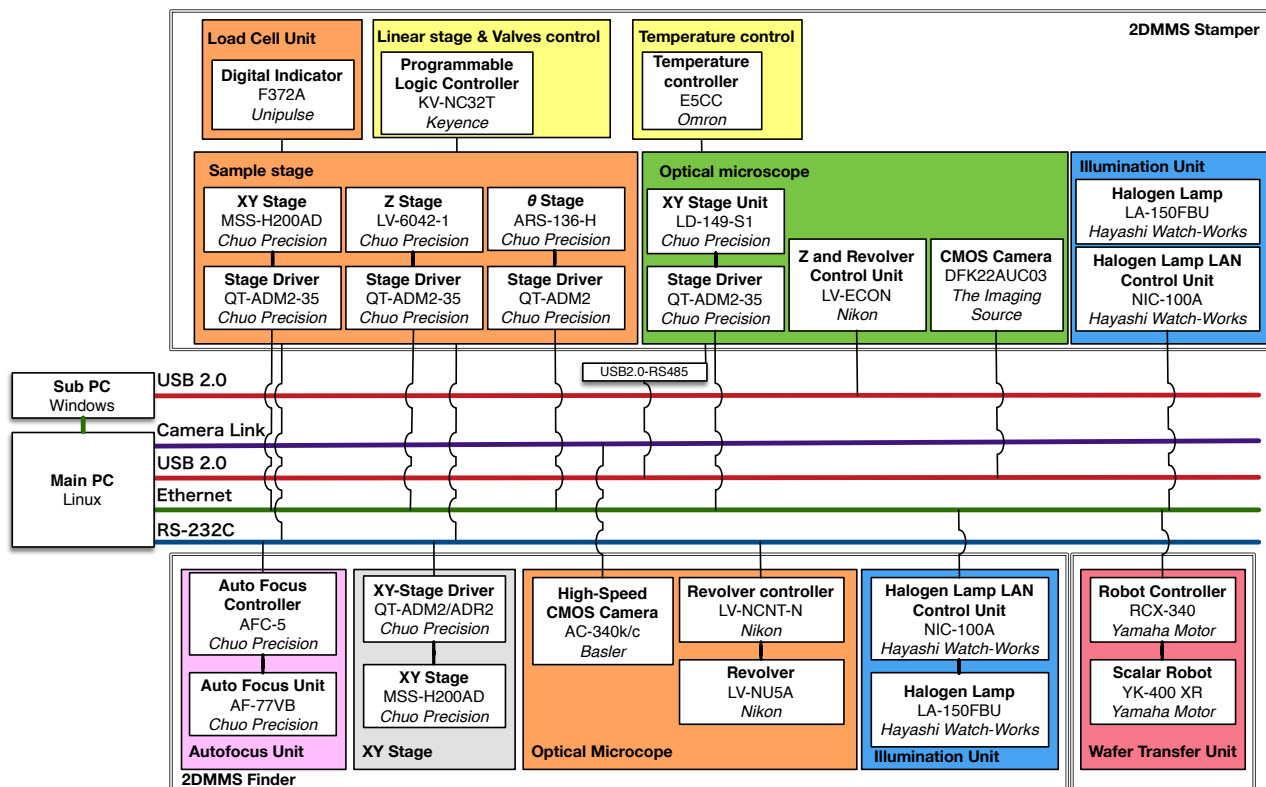 2DMMS Stamper
Load Cell Unit
Digital Indicator
F372A
Unipulse
Linear stage & Valves control
Programmable
Logic Controller
KV-NC32T
Keyence
Temperature control
Temperature
controller
E5CC
Omron
Sample stage
XY Stage
MSS-H200AD
Chuo Precision
Stage Driver
QT-ADM2-35
Chuo Precision
Z Stage
LV-6042-1
Chuo Precision
Stage Driver
QT-ADM2-35
Chuo Precision
θ Stage
ARS-136-H
Chuo Precision
Stage Driver
QT-ADM2
Chuo Precision
Optical microscope
XY Stage Unit
LD-149-S1
Chuo Precision
Stage Driver
QT-ADM2-35
Chuo Precision
Z and Revolver
Control Unit
LV-ECON
Nikon
CMOS Camera
DFK22AUC03
The Imaging
Source
Illumination Unit
Halogen Lamp
LA-150FBU
Hayashi Watch-Works
Halogen Lamp LAN
Control Unit
NIC-100A
Hayashi Watch-Works
USB2.0-RS485
Sub PC
Windows
USB 2.0
Main PC
Linux
Camera Link
USB 2.0
Ethernet
RS-232C
Auto Focus
Controller
AFC-5
Chuo Precision
Auto Focus Unit
AF-77VB
Chuo Precision
Autofocus Unit
XY-Stage Driver
QT-ADM2/ADR2
Chuo Precision
XY Stage
MSS-H200AD
Chuo Precision
XY Stage
High-Speed
CMOS Camera
AC-340k/c
Basler
Revolver controller
LV-NCNT-N
Nikon
Revolver
LV-NU5A
Nikon
Optical Microcope
Halogen Lamp LAN
Control Unit
NIC-100A
Hayashi Watch-Works
Halogen Lamp
LA-150FBU
Hayashi Watch-Works
Illumination Unit
Robot Controller
RCX-340
Yamaha Motor
Scalar Robot
YK-400 XR
Yamaha Motor
Wafer Transfer Unit
2DMMS Finder